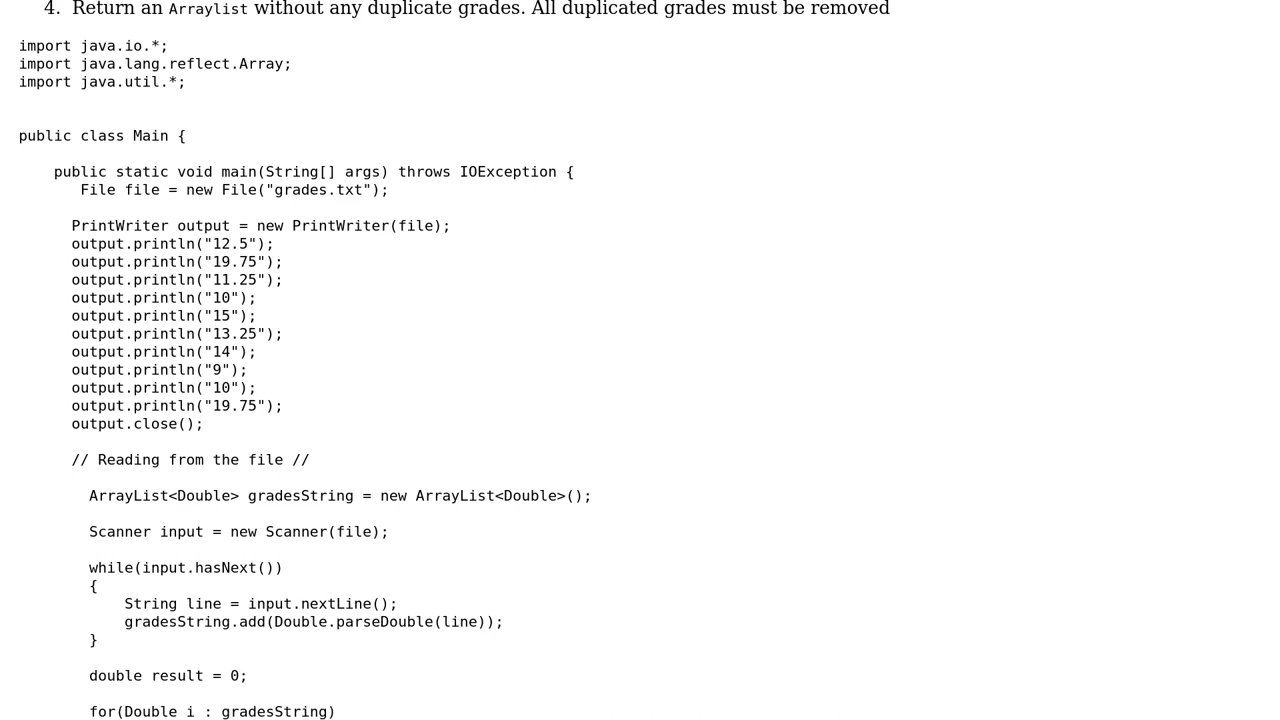 4. Return an Arraylist without any duplicate grades. All duplicated grades must be removed
import java.io.*;
import java.lang.reflect.Array;
import java.util.*;
public class Main {
public static void main(String[] args) throws IOException {
File file = new File("grades.txt");
PrintWriter output = new PrintWriter(file);
output.println("12.5");
output.println("19.75");
output.println("11.25");
output.println("10");
output.println("15");
output.println("13.25");
output.println("14");
output.println("9");
output.println("10");
output.println("19.75");
output.close();
// Reading from the file //
ArrayList<Double> gradesString = new ArrayList<Double>();
Scanner input = new Scanner(file);
while(input.hasNext())
{
String line = input.nextLine();
gradesString.add(Double.parseDouble(line));
}
double result = 0;
for(Double i : gradesString)